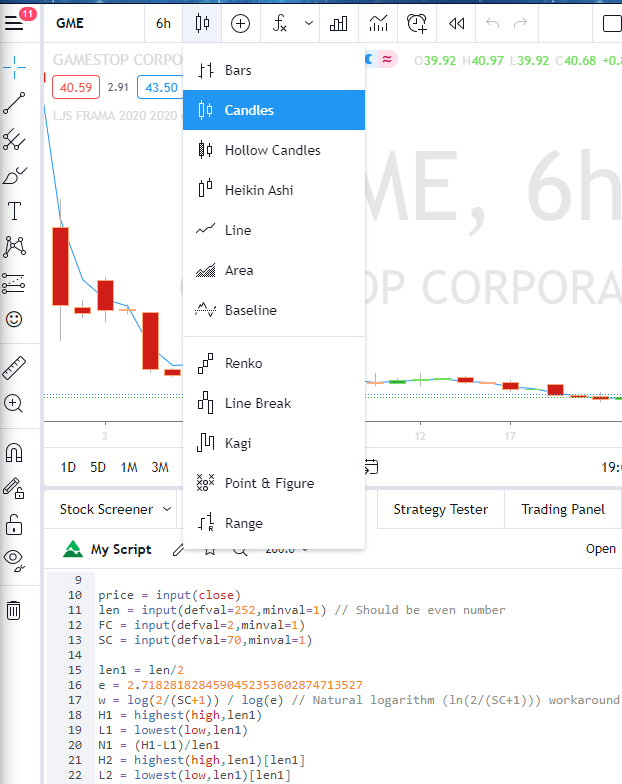 11
GME
6h
GAMESTOP CORPO
O39.92 H40.97 L39.92 C40.68 +0.
40.59 2.91 43.50
LJS FRAMA 2020 2020
ME, 6h
OP CORPORA
Bars
Candles
Hollow Candles
Heikin Ashi
Line
Area
Baseline
Renko
Line Break
Kagi
Point & Figure
Range
3 12 17
1D 5D 1M 3M
19:0
Stock Screener
Strategy Tester
Trading Panel
My Script
200.0
Open
9
10 price = input(close)
11 len = input(defval=252,minval=1) // Should be even number
12 FC = input(defval=2,minval=1)
13 SC = input(defval=70,minval=1)
14
15 len1 = len/2
16 e = 2.7182818284590452353602874713527
17 w = log(2/(SC+1)) / log(e) // Natural logarithm (ln(2/(SC+1))) workaround
18 H1 = highest(high,len1)
19 L1 = lowest(low,len1)
20 N1 = (H1-L1)/len1
21 H2 = highest(high,len1)[len1]
22 L2 = lowest(low,len1)[len1]